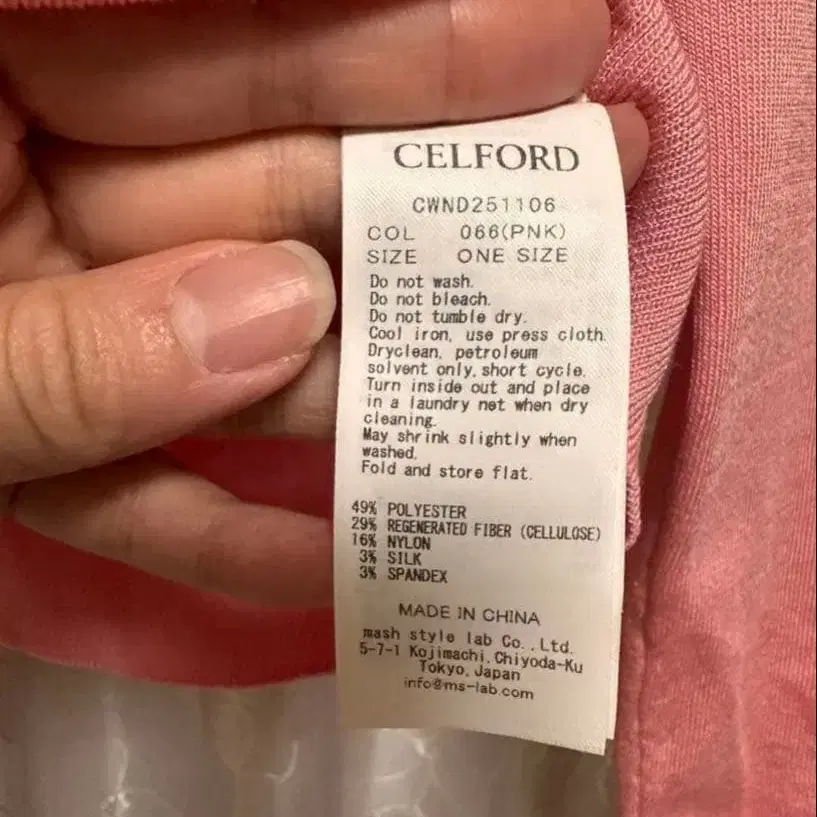 CELFORD
CWND251106
COL 066(PNK)
SIZE ONE SIZE
Do not wash.
Do not bleach.
Do not tumble dry.
Cool iron, use press cloth.
Dryclean, petroleum
solvent only,short cycle.
Turn inside out and place
in a laundry net when dry
cleaning.
May shrink slightly when
washed.
Fold and store flat.
49% POLYESTER
29% REGENERATED FIBER (CELLULOSE)
16% NYLON
3% SILK
3% SPANDEX
MADE IN CHINA
mash style lab Co.,Ltd.
5-7-1 Kojimachi,Chiyoda-Ku
Tokyo,Japan
info@ms-lab.com